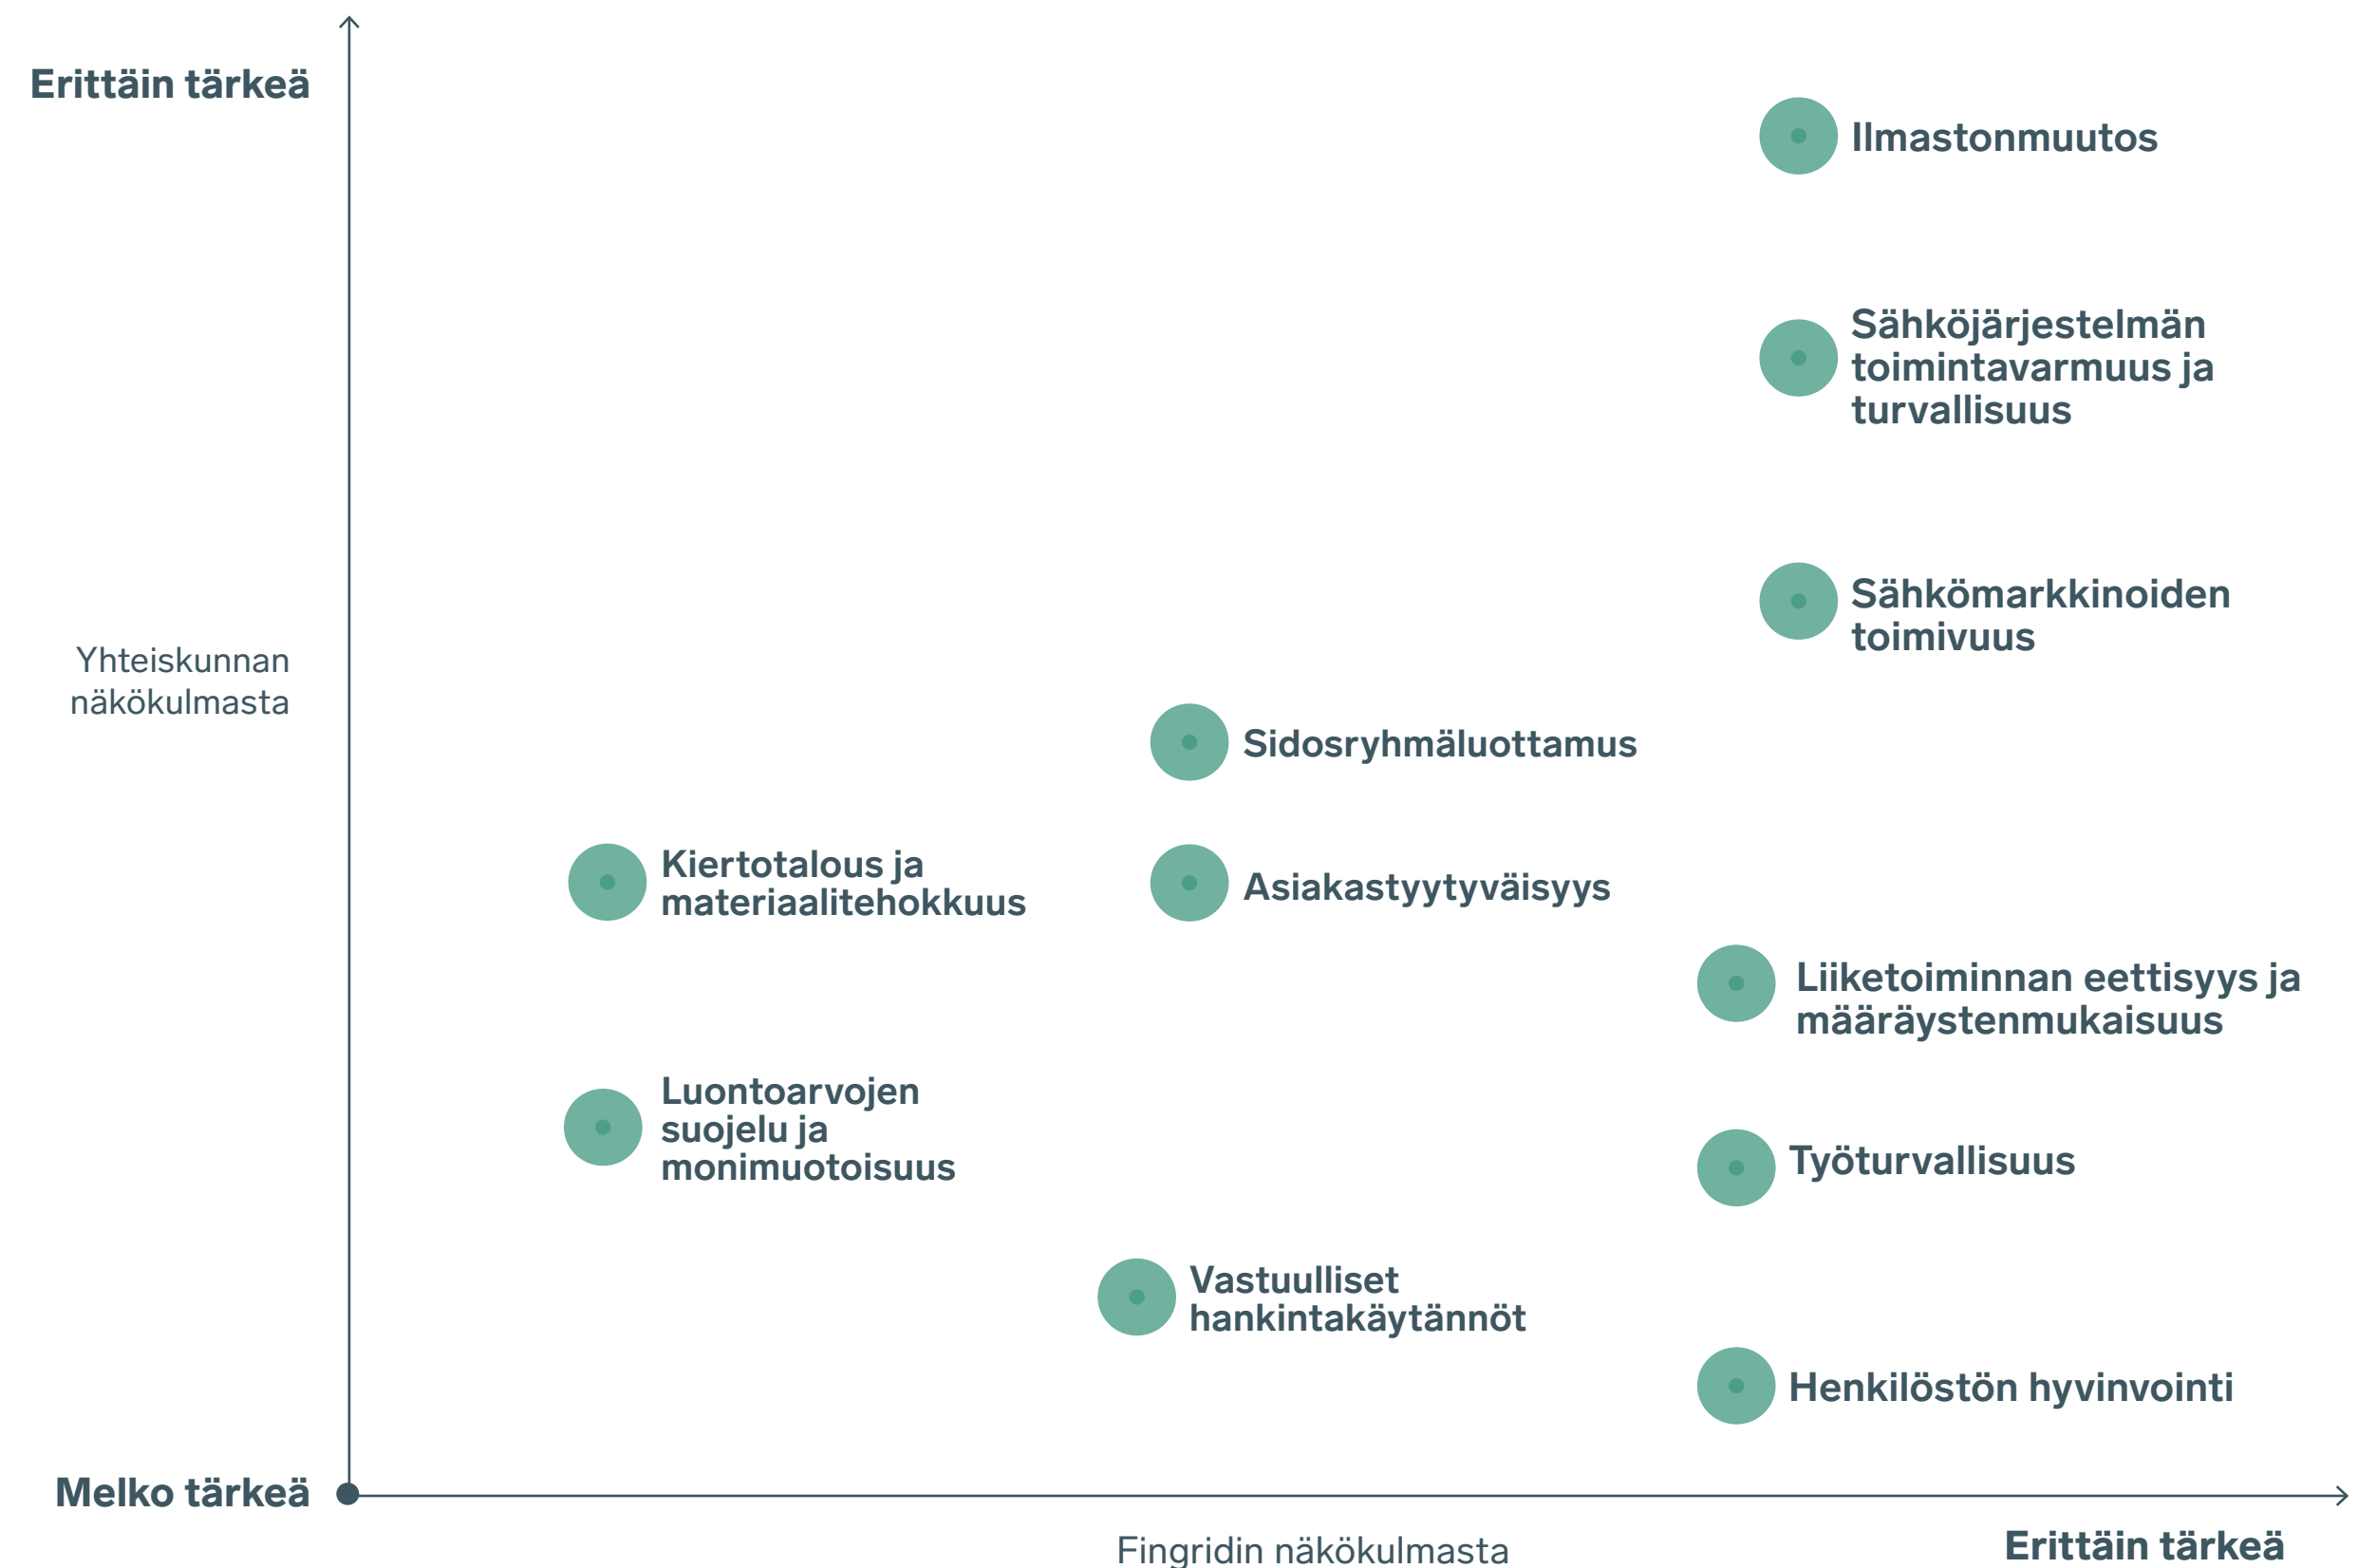 Erittäin tärkeä
Ilmastonmuutos
Sähköjärjestelmän
toimintavarmuus ja
turvallisuus
Sähkömarkkinoiden
toimivuus
Yhteiskunnan
näkökulmasta
Sidosryhmäluottamus
Kiertotalous ja
materiaalitehokkuus
Asiakastyytyväisyys
Liiketoiminnan eettisyys ja
määräystenmukaisuus
Luontoarvojen
suojelu ja
monimuotoisuus
Työturvallisuus
Vastuulliset
hankintakäytännöt
Henkilöstön hyvinvointi
Melko tärkeä
Fingridin näkökulmasta
Erittäin tärkeä